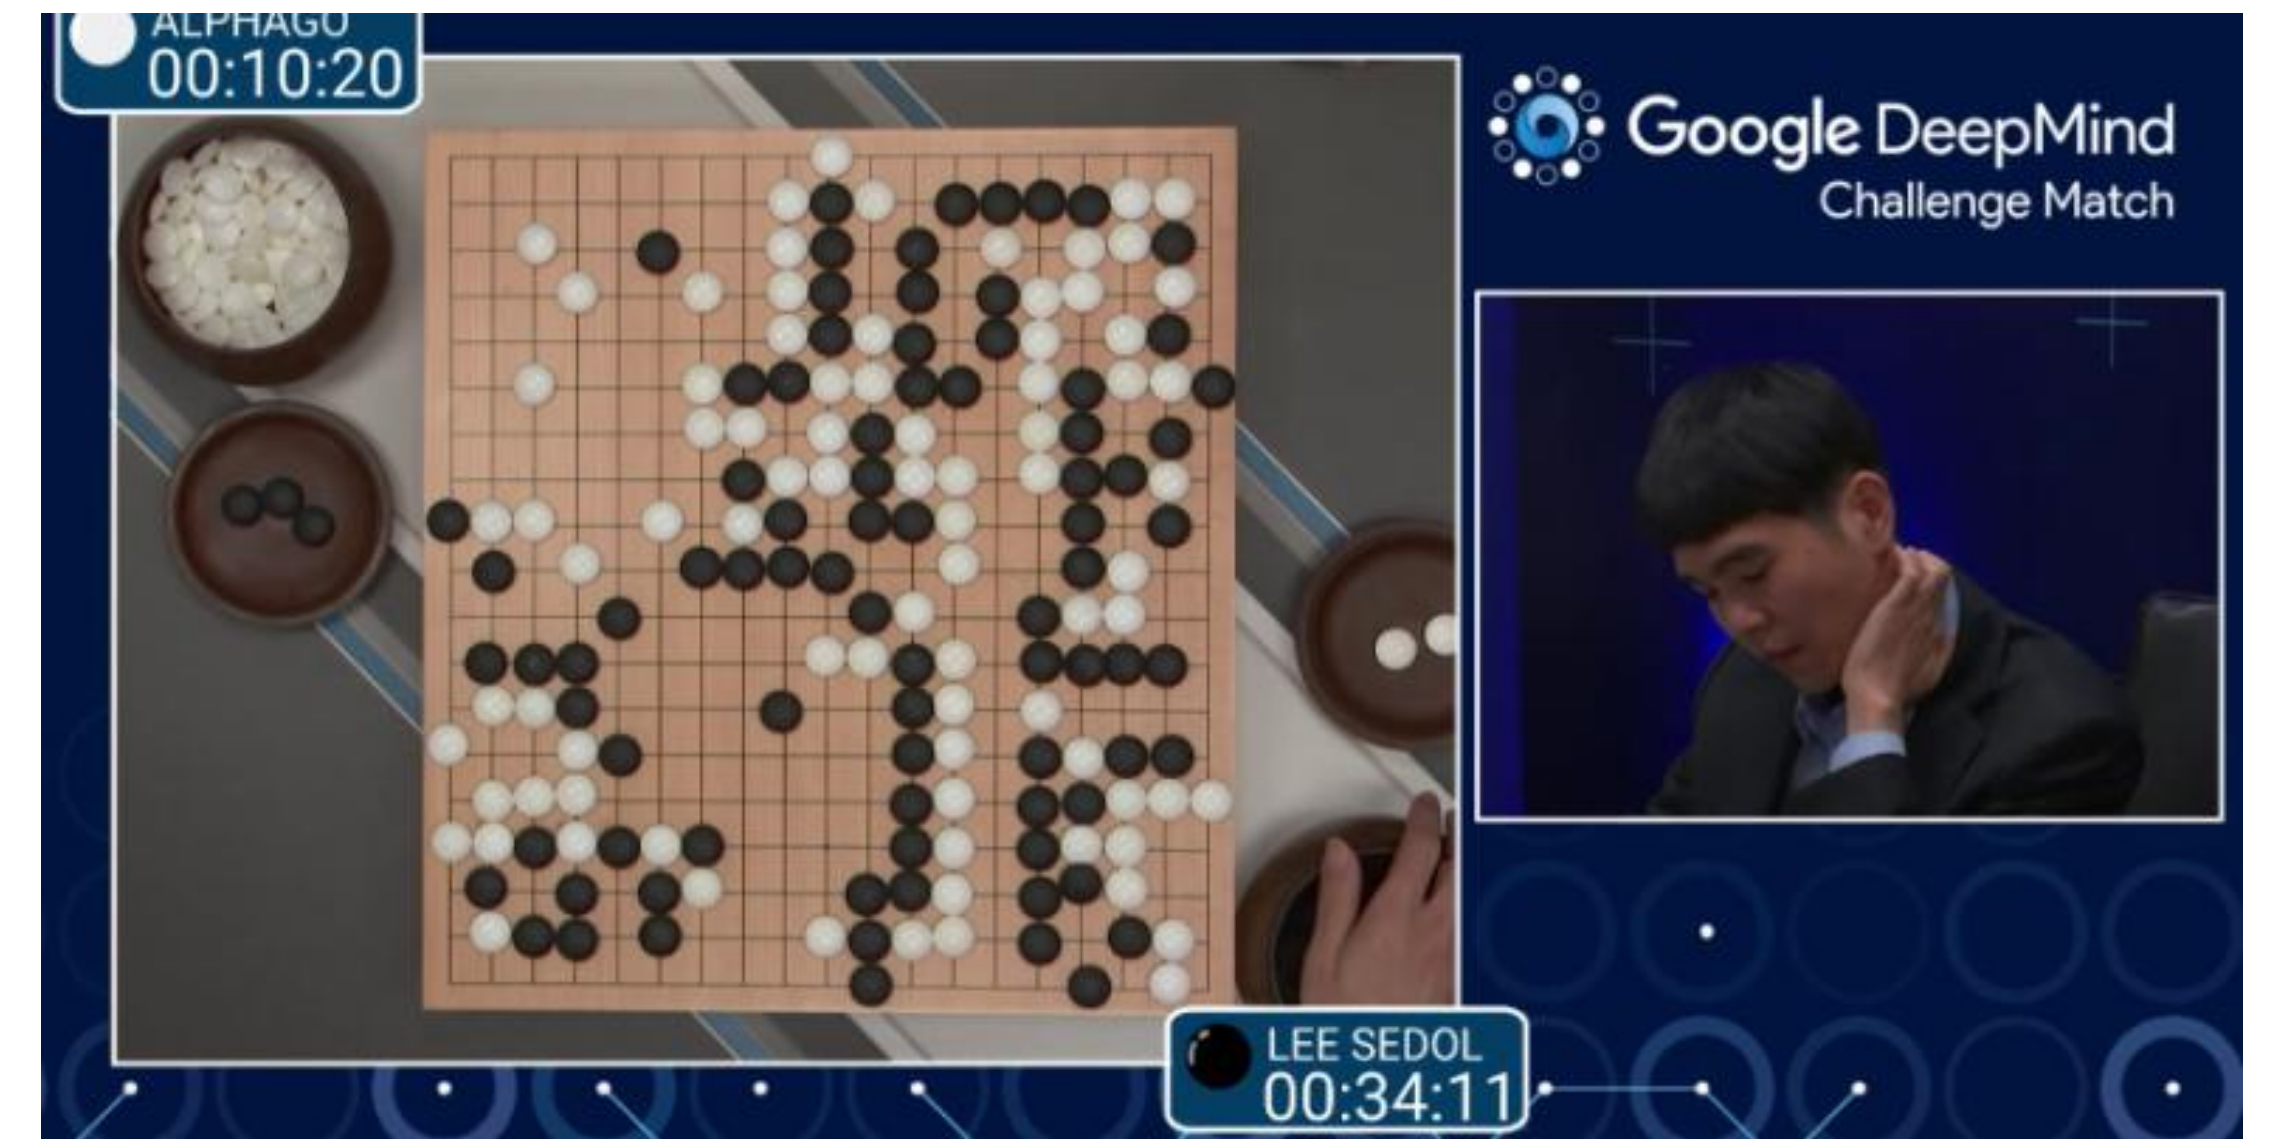 ALPHAGO
00:10:20
Google DeepMind
Challenge Match
LEE SEDOL
00:34:11